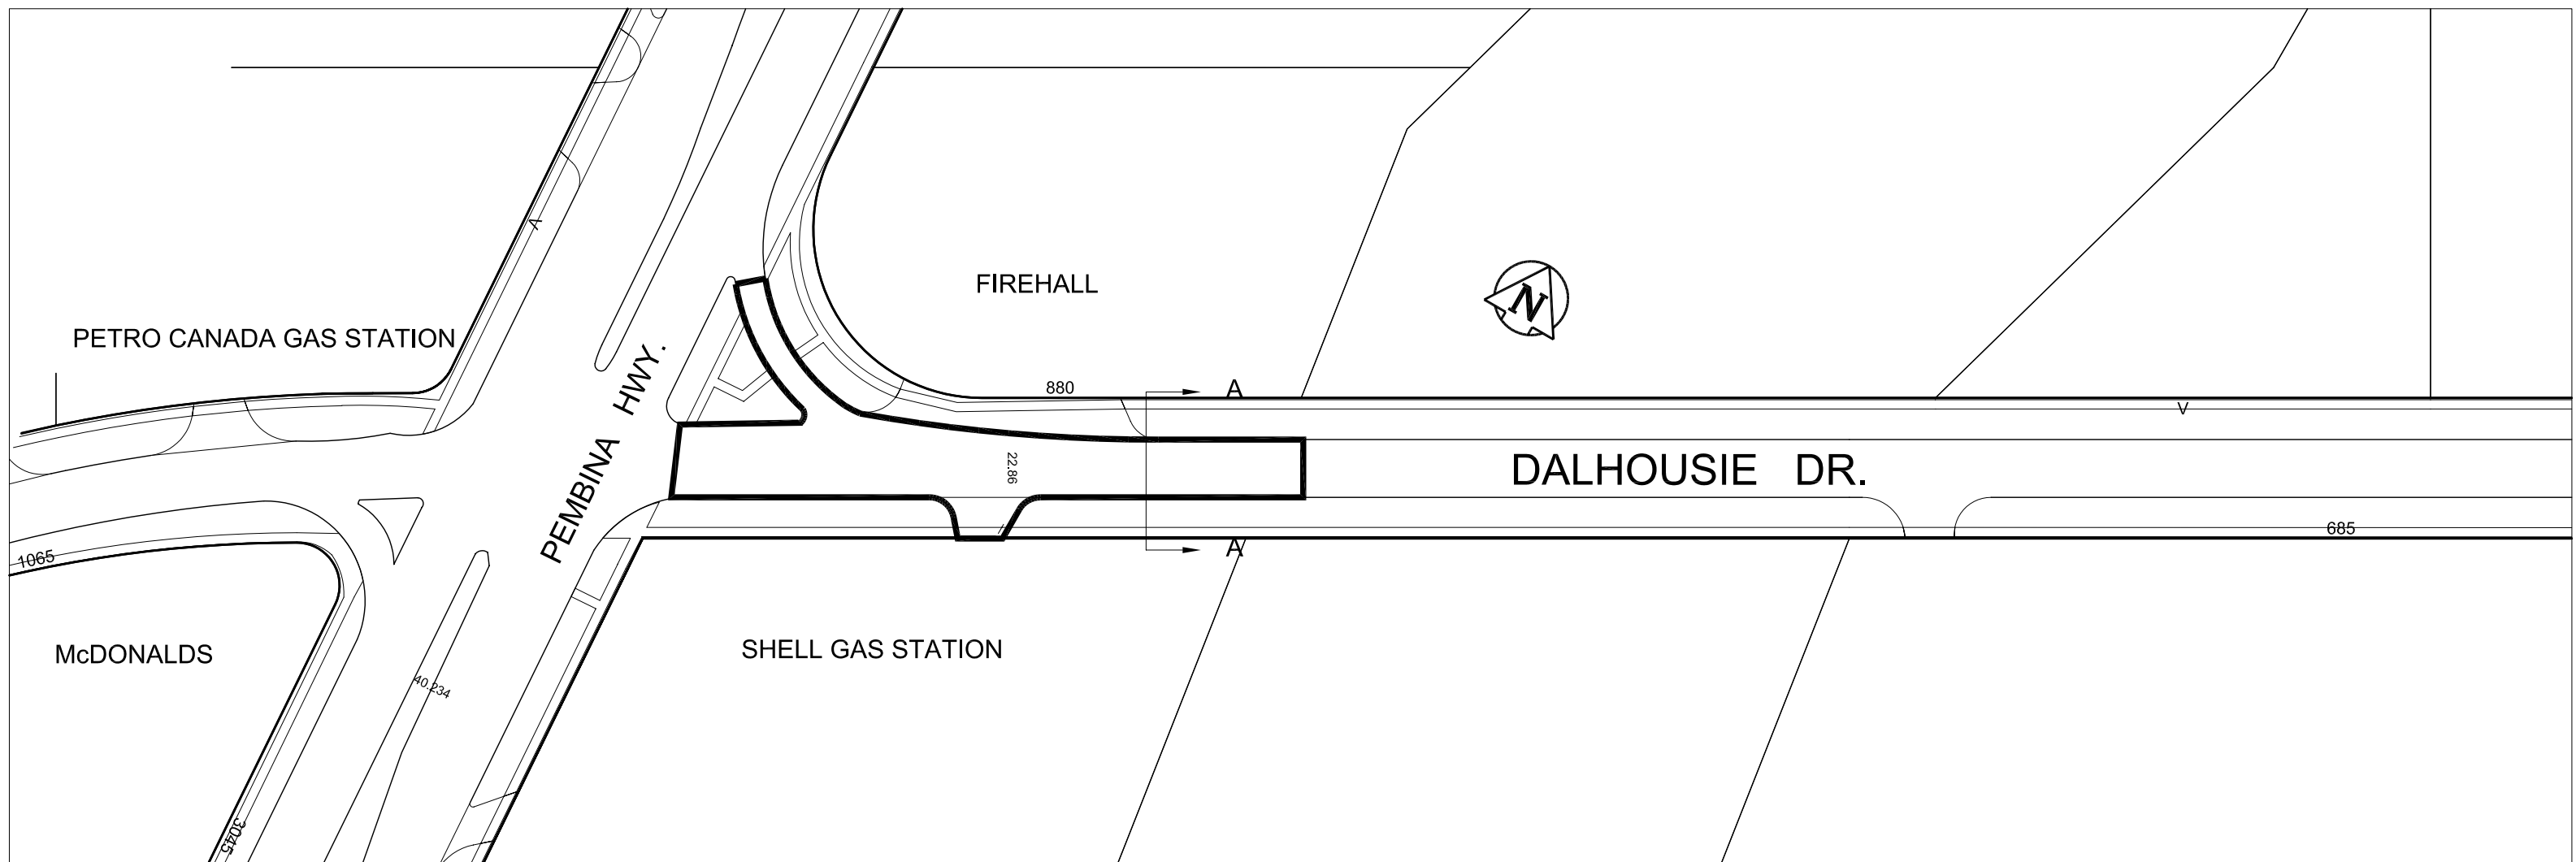 A
FIREHALL
N
PETRO CANADA GAS STATION
PEMBINA HWY.
880
A
V
22.86
DALHOUSIE DR.
685
A
1065
McDONALDS
SHELL GAS STATION
40.234
3045